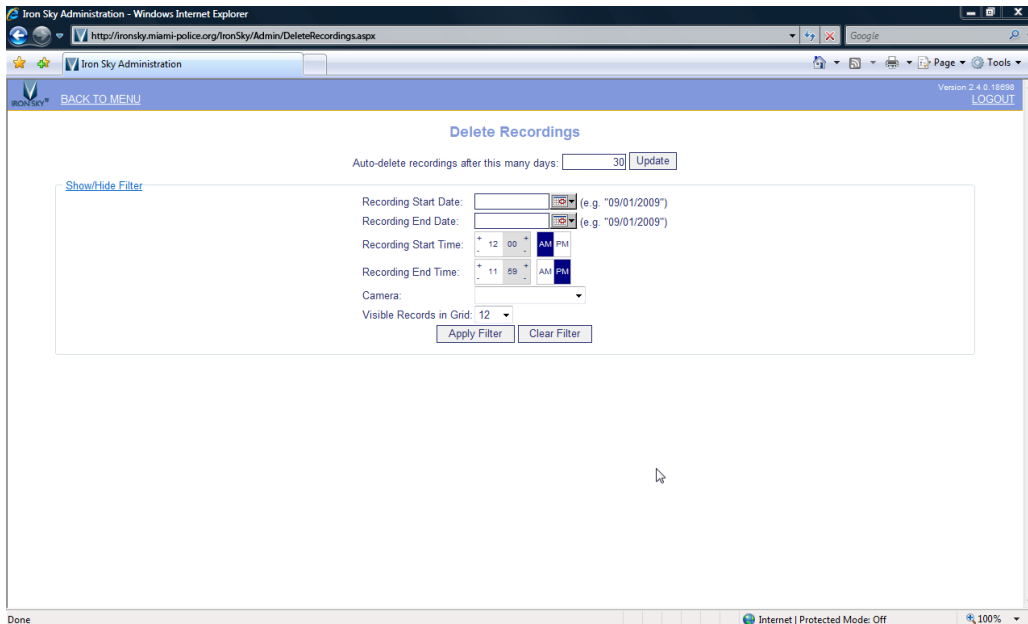 Iron Sky Administration - Windows Internet Explorer
http://ironsky.miami-police.org/IronSky/Admin/DeleteRecordings.aspx
Google
Iron Sky Administration
Page Tools
IRONSKY® BACK TO MENU
Version 2.4.0.18698
LOGOUT
Delete Recordings
Auto-delete recordings after this many days: 30 Update
Show/Hide Filter
Recording Start Date: (e.g. "09/01/2009")
Recording End Date: (e.g. "09/01/2009")
Recording Start Time: + - 12 00 + - AM PM
Recording End Time: + - 11 59 + - AM PM
Camera:
Visible Records in Grid: 12
Apply Filter Clear Filter
Done
Internet | Protected Mode: Off
100%